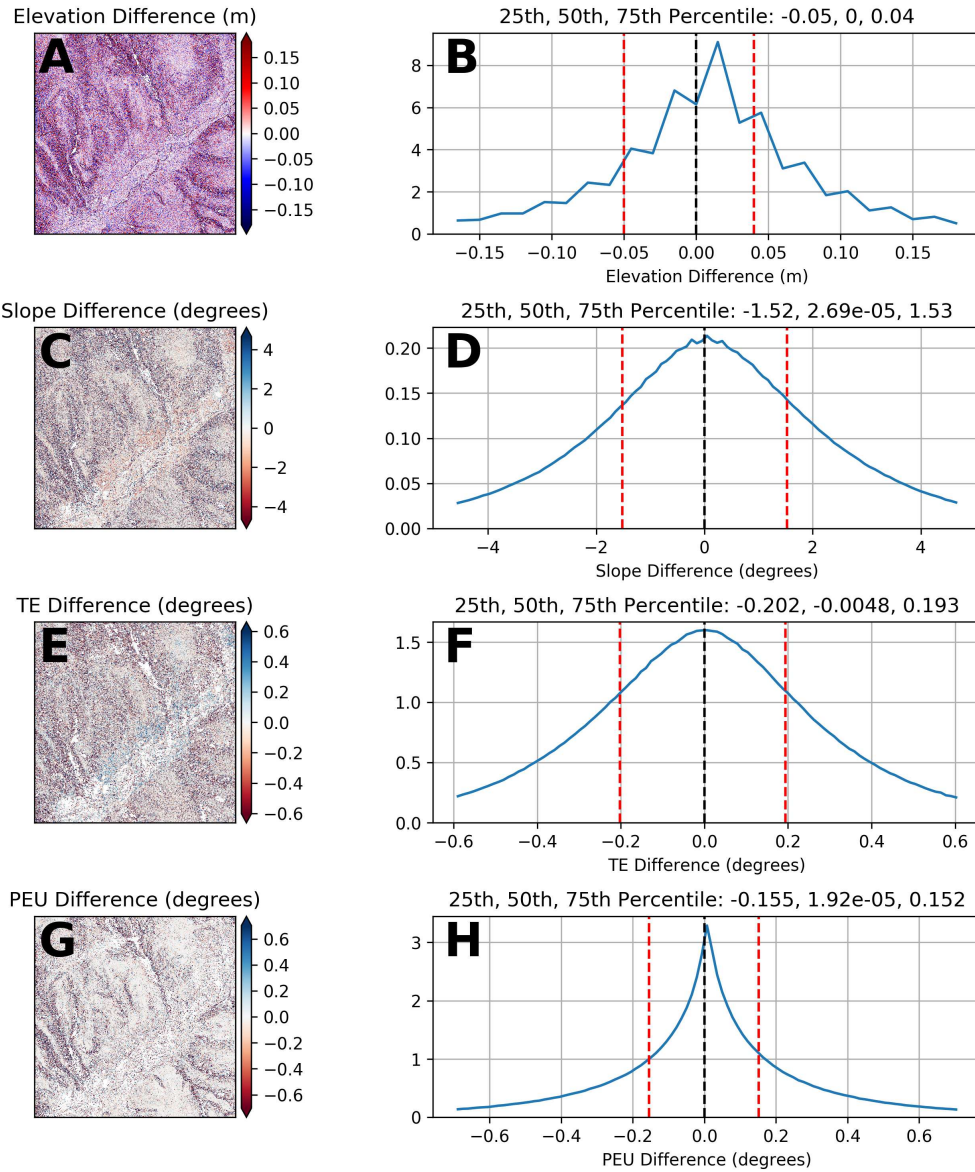 Elevation Difference (m)
A
0.15
0.10
0.05
0.00
−0.05
−0.10
−0.15
25th, 50th, 75th Percentile: -0.05, 0, 0.04
B
8
6
4
2
0
−0.15 −0.10 −0.05 0.00 0.05 0.10 0.15
Elevation Difference (m)
Slope Difference (degrees)
C
4
2
0
−2
−4
25th, 50th, 75th Percentile: -1.52, 2.69e-05, 1.53
D
0.20
0.15
0.10
0.05
0.00
−4 −2 0 2 4
Slope Difference (degrees)
TE Difference (degrees)
E
0.6
0.4
0.2
0.0
−0.2
−0.4
−0.6
25th, 50th, 75th Percentile: -0.202, -0.0048, 0.193
F
1.5
1.0
0.5
0.0
−0.6 −0.4 −0.2 0.0 0.2 0.4 0.6
TE Difference (degrees)
PEU Difference (degrees)
G
0.6
0.4
0.2
0.0
−0.2
−0.4
−0.6
25th, 50th, 75th Percentile: -0.155, 1.92e-05, 0.152
H
3
2
1
0
−0.6 −0.4 −0.2 0.0 0.2 0.4 0.6
PEU Difference (degrees)